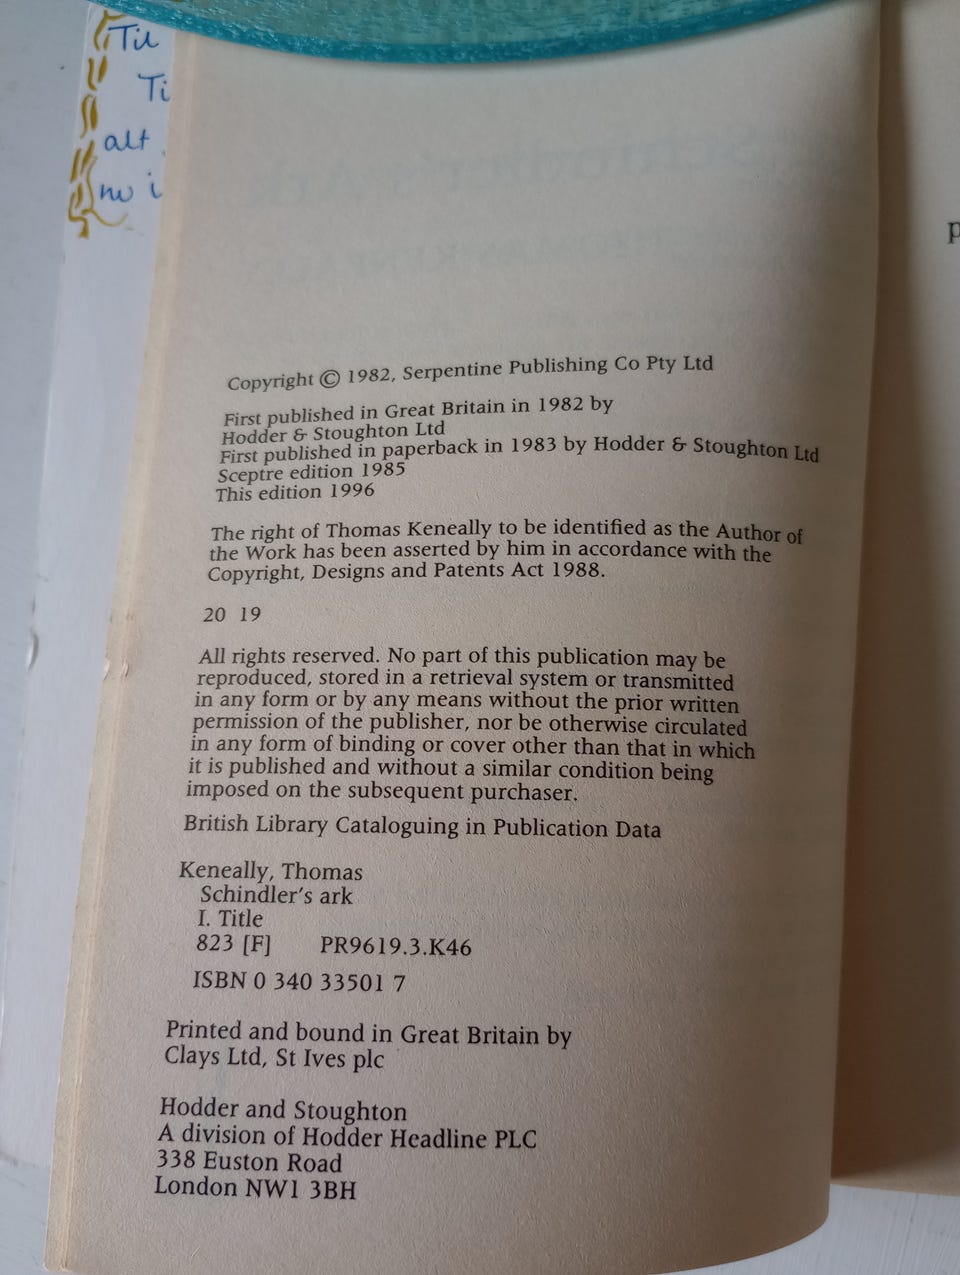 Tu
Ti
alt
nw i
Copyright © 1982, Serpentine Publishing Co Pty Ltd
First published in Great Britain in 1982 by
Hodder & Stoughton Ltd
First published in paperback in 1983 by Hodder & Stoughton Ltd
Sceptre edition 1985
This edition 1996
The right of Thomas Keneally to be identified as the Author of
the Work has been asserted by him in accordance with the
Copyright, Designs and Patents Act 1988.
20 19
All rights reserved. No part of this publication may be
reproduced, stored in a retrieval system or transmitted
in any form or by any means without the prior written
permission of the publisher, nor be otherwise circulated
in any form of binding or cover other than that in which
it is published and without a similar condition being
imposed on the subsequent purchaser.
British Library Cataloguing in Publication Data
Keneally, Thomas
Schindler's ark
I. Title
823 [F] PR9619.3.K46
ISBN 0 340 33501 7
Printed and bound in Great Britain by
Clays Ltd, St Ives plc
Hodder and Stoughton
A division of Hodder Headline PLC
338 Euston Road
London NW1 3BH
p